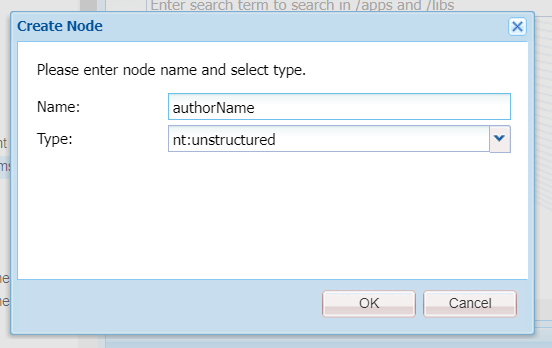 Enter search term to search in /apps and /libs
Create Node
Please enter node name and select type.
Name:
authorName
Type:
nt:unstructured
OK
Cancel